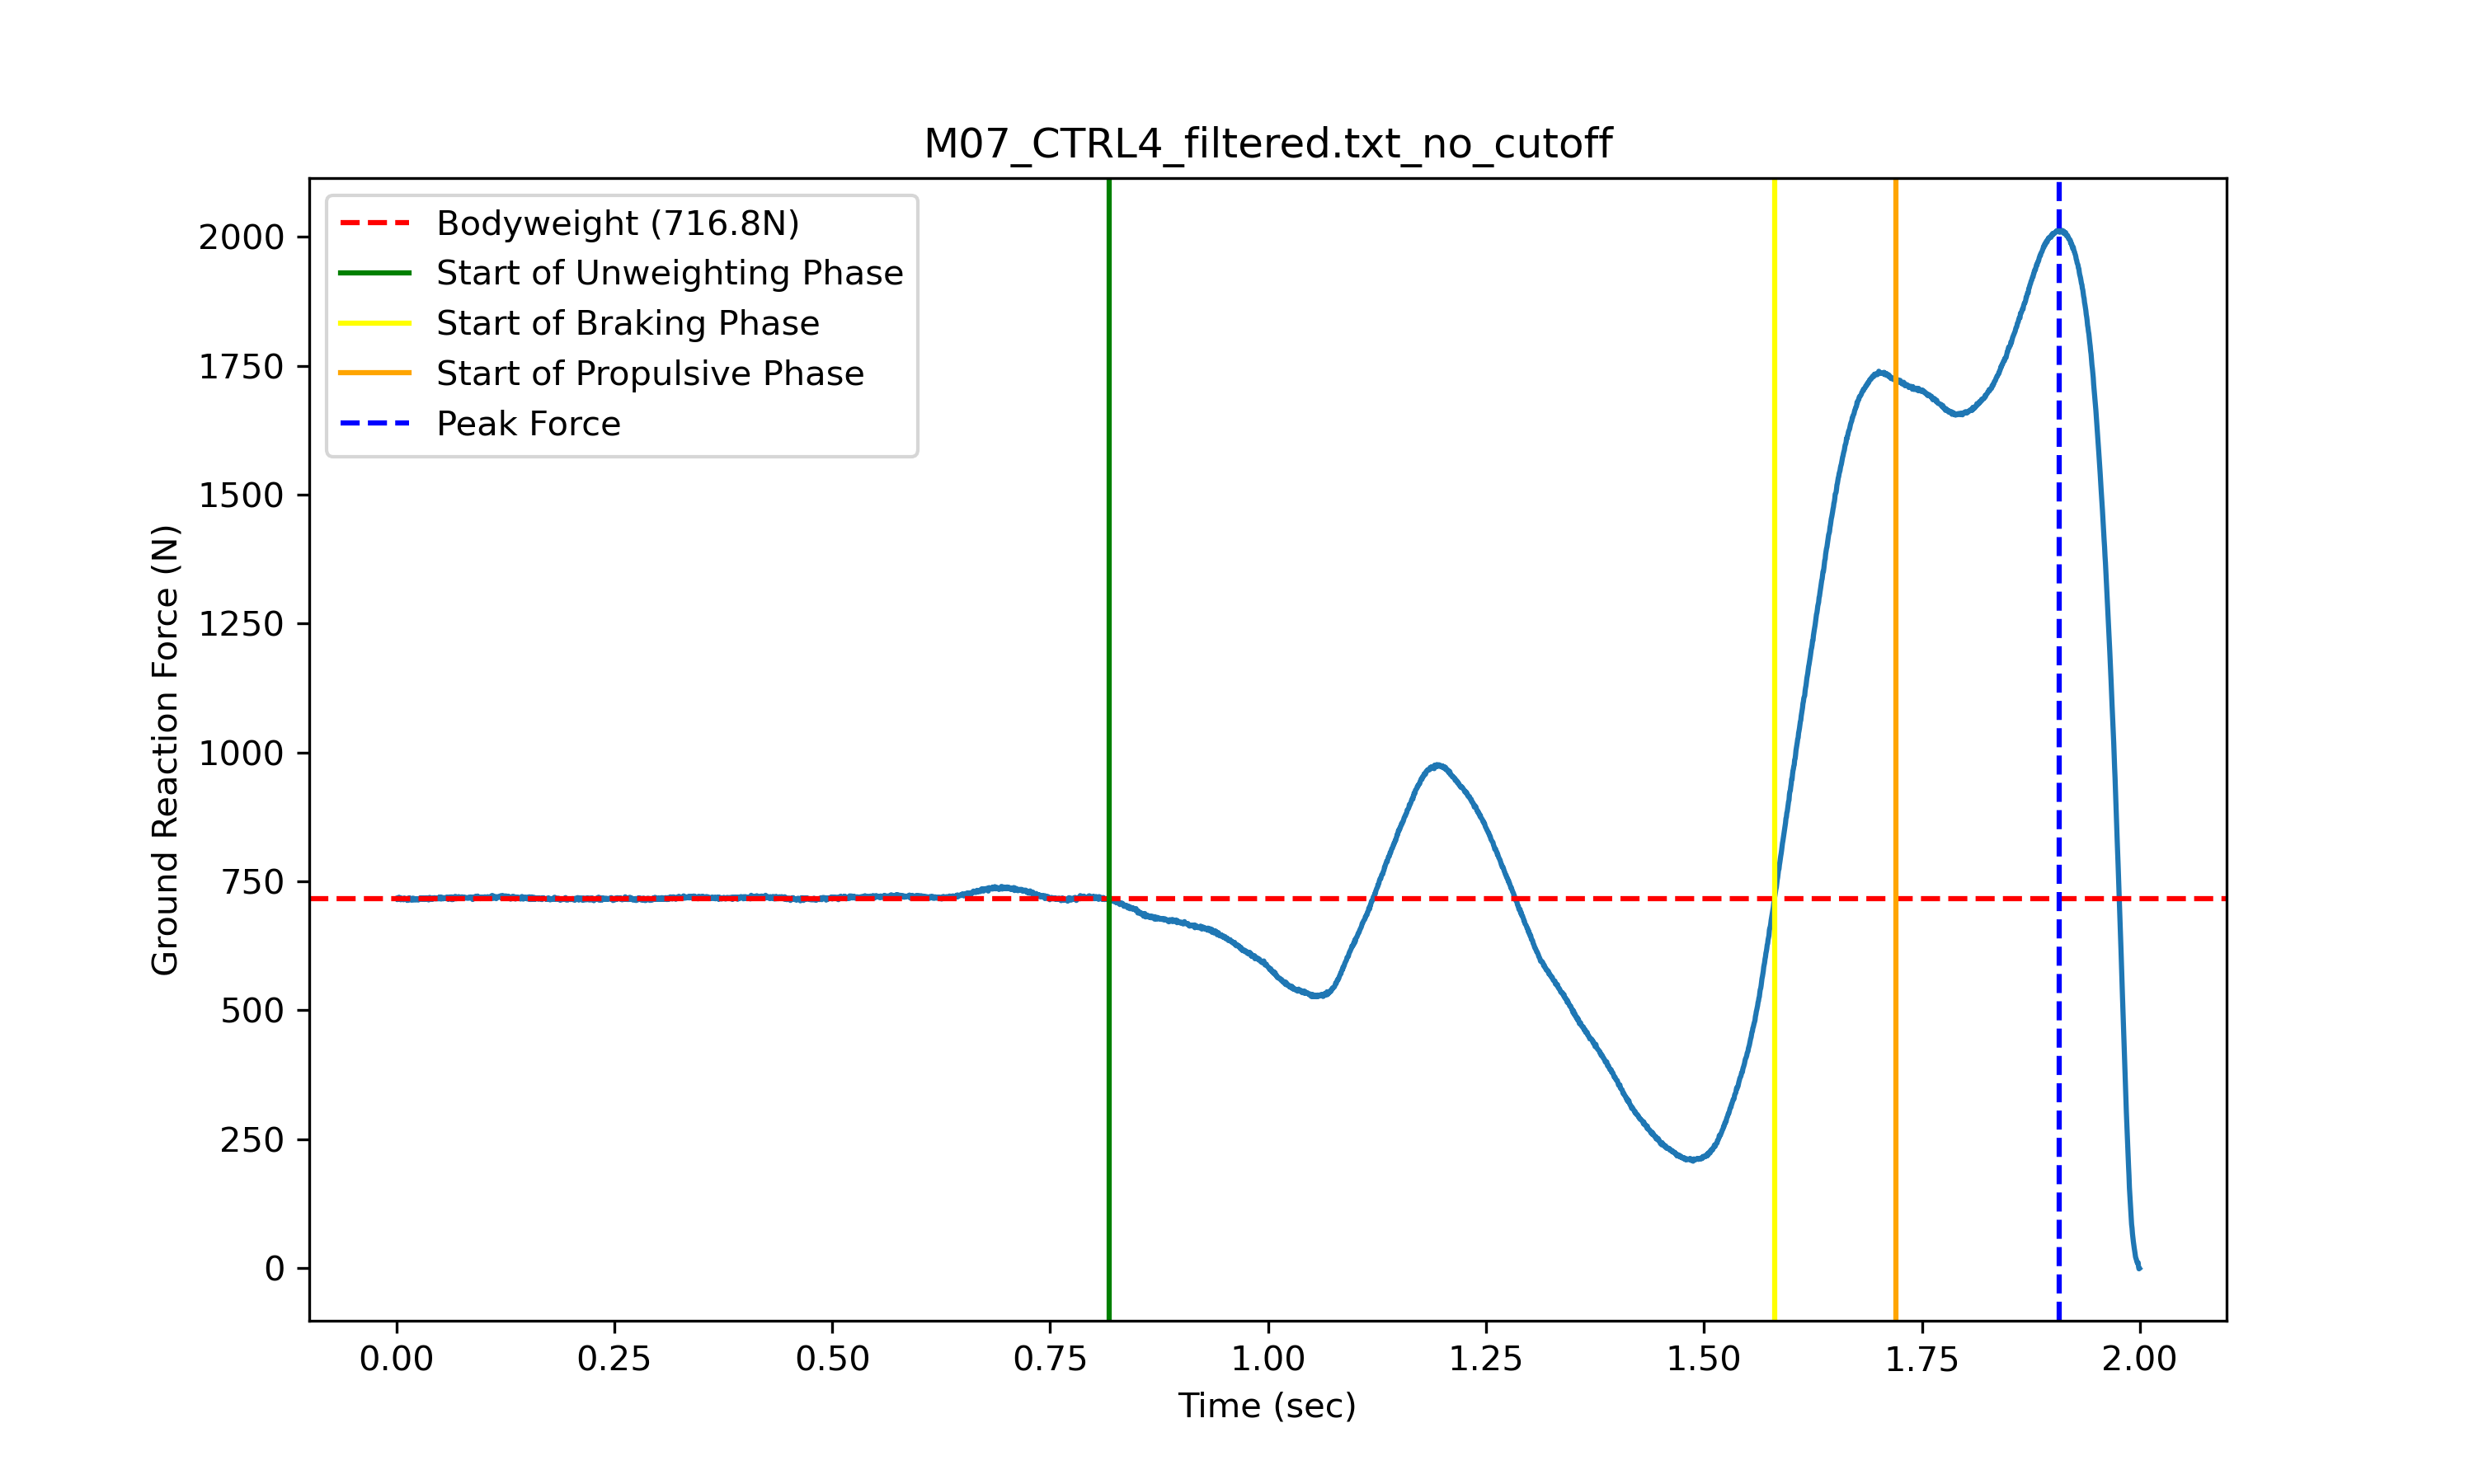 M07_CTRL4_filtered.txt_no_cutoff
Bodyweight (716.8N)
Start of Unweighting Phase
Start of Braking Phase
Start of Propulsive Phase
Peak Force
Ground Reaction Force (N)
2000
1750
1500
1250
1000
750
500
250
0
0.00 0.25 0.50 0.75 1.00 1.25 1.50 1.75 2.00
Time (sec)